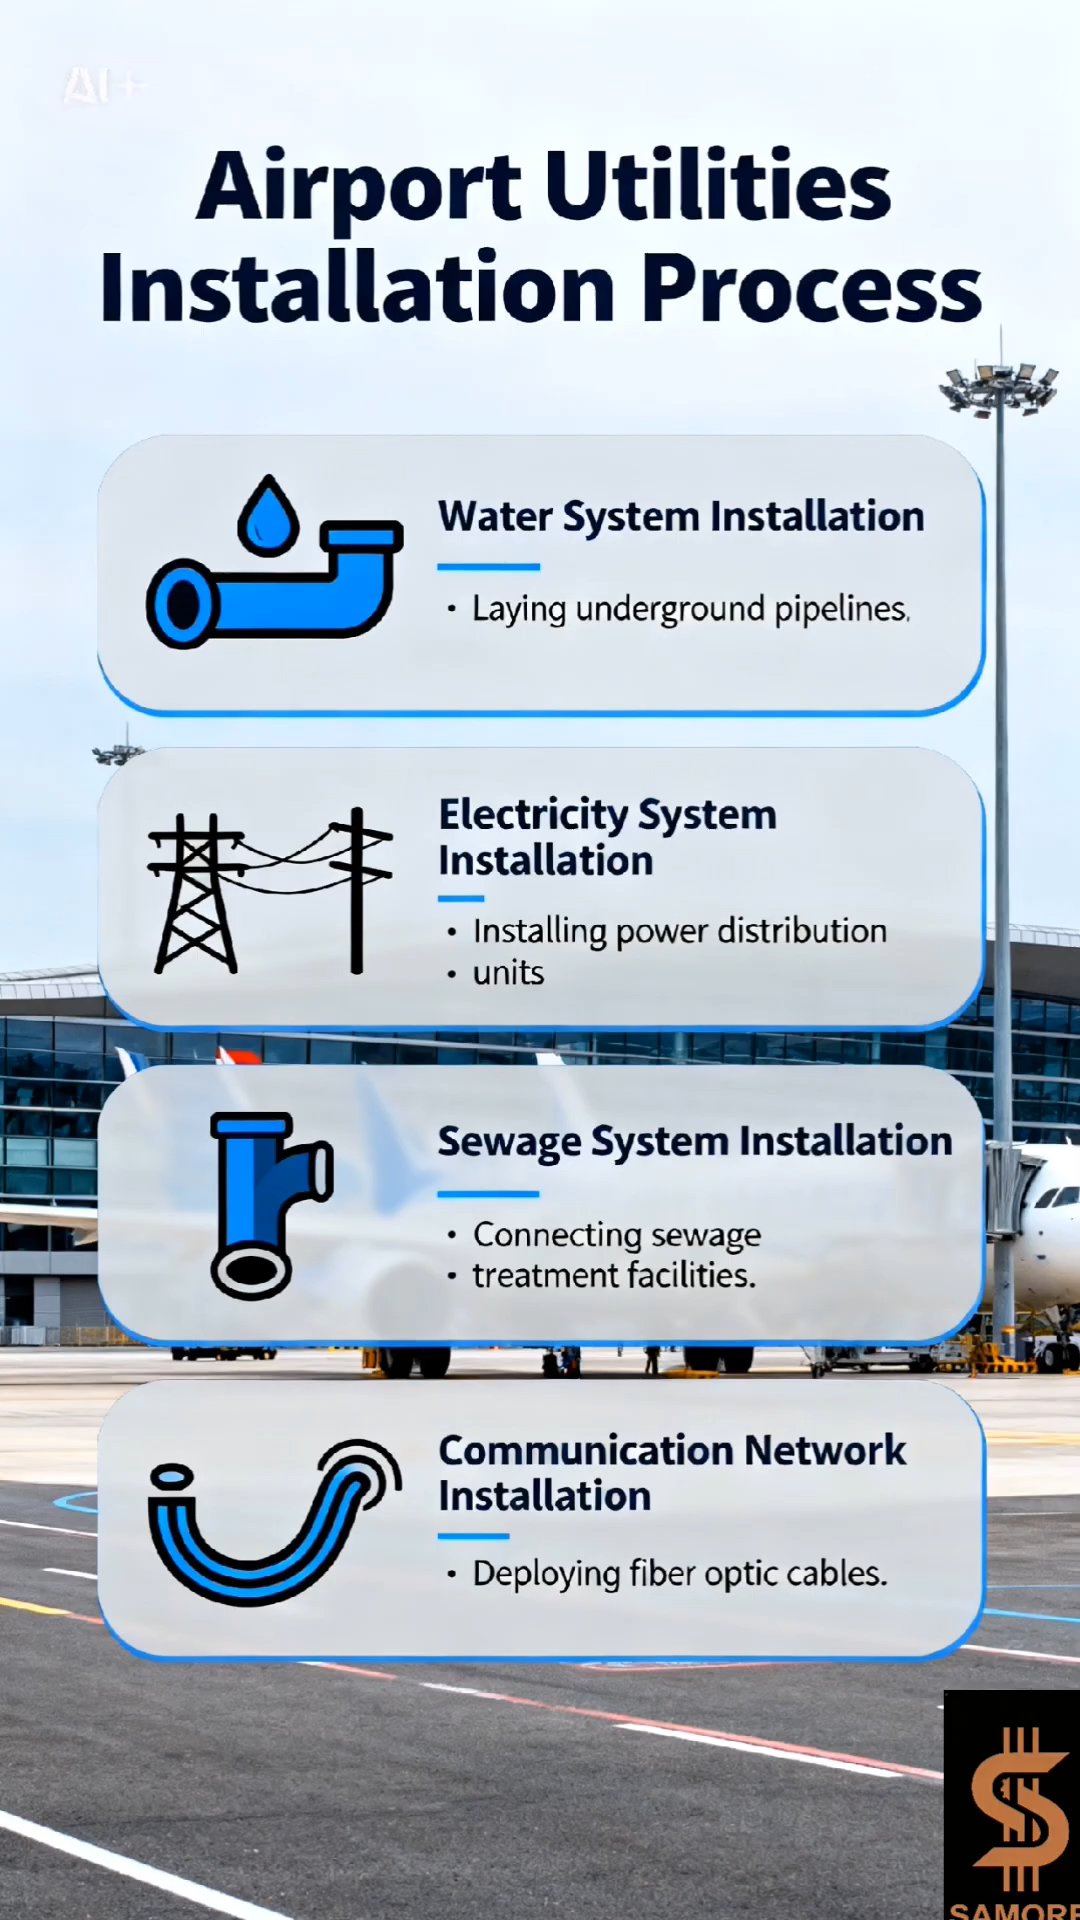 AI+
Airport Utilities
Installation Process
Water System Installation
• Laying underground pipelines.
Electricity System
Installation
• Installing power distribution
• units
Sewage System Installation
• Connecting sewage
• treatment facilities.
Communication Network
Installation
• Deploying fiber optic cables.